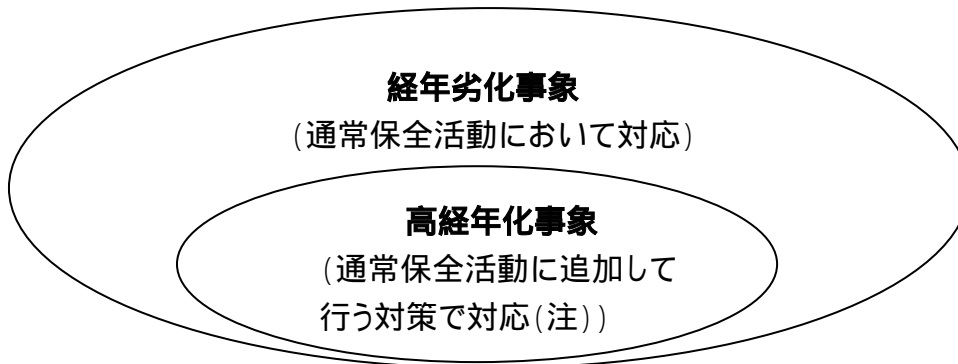 経年劣化事象
(通常保全活動において対応)
高経年化事象
(通常保全活動に追加して
行う対策で対応(注))